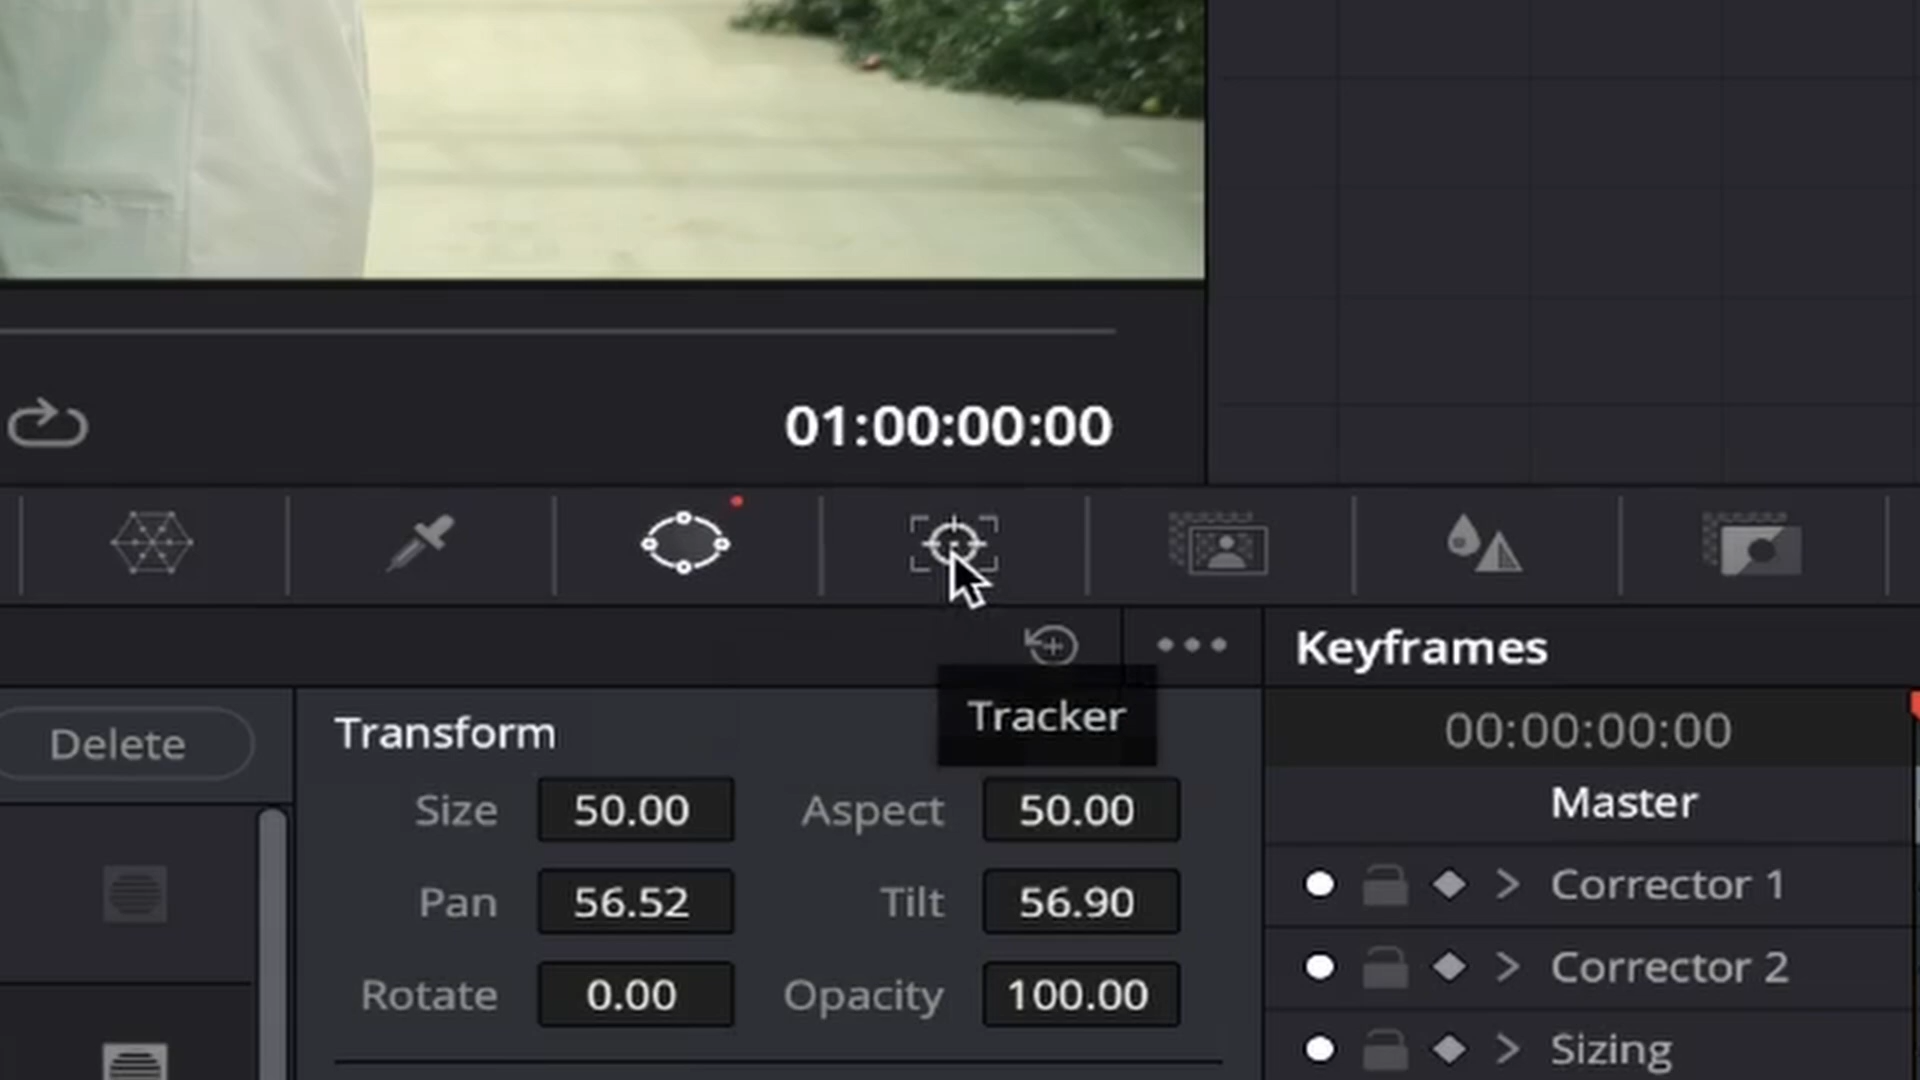 01:00:00:00
Keyframes
Tracker
Delete
Transform
00:00:00:00
Size 50.00 Aspect 50.00
Master
Pan 56.52 Tilt 56.90
Corrector 1
Corrector 2
Rotate 0.00 Opacity 100.00
Sizing